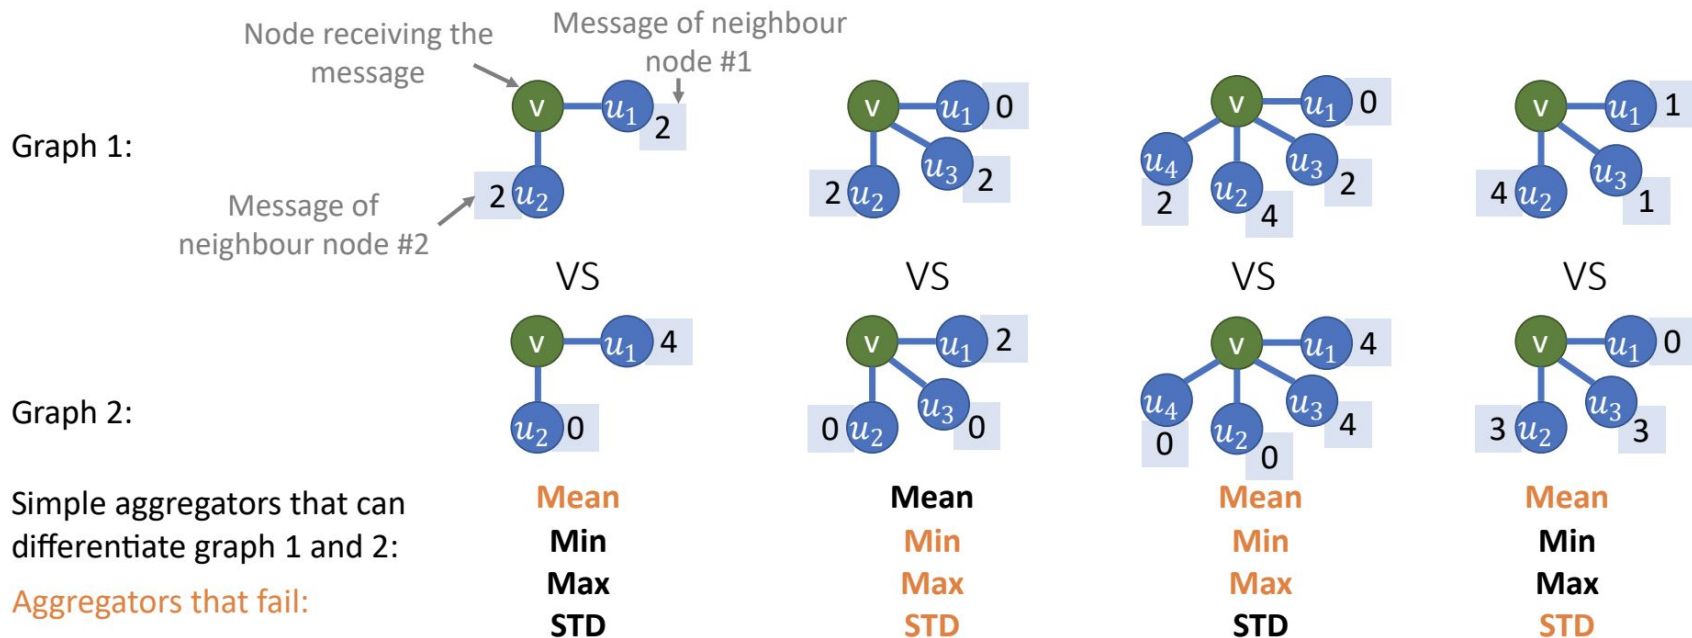 Node receiving the
message
Message of neighbour
node #1
Graph 1:
v u₁ 2
2 u₂
Message of
neighbour node #2
v u₁ 0
u₃ 2
2 u₂
v u₁ 0
u₄ 2
u₂ 4
u₃ 2
v u₁ 1
u₃ 1
4 u₂
VS VS VS VS
Graph 2:
v u₁ 4
u₂ 0
v u₁ 2
u₃ 0
0 u₂
v u₁ 4
u₄ 0
u₂ 0
u₃ 4
v u₁ 0
u₃ 3
3 u₂
Simple aggregators that can
differentiate graph 1 and 2:
Aggregators that fail:
Mean Mean Mean Mean
Min Min Min Min
Max Max Max Max
STD STD STD STD